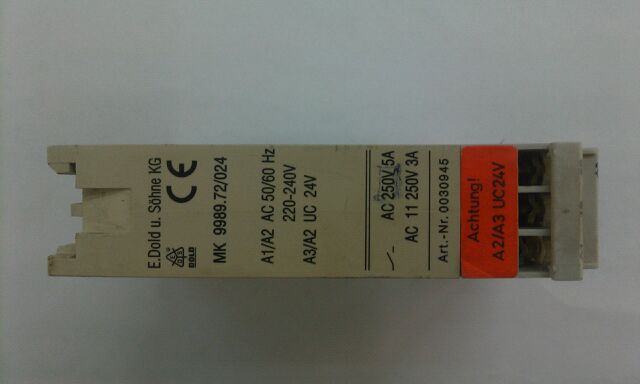 E.Dold u. Söhne KG
CE
DOLD
MK 9989.72/024
A1/A2 AC 50/60 Hz
220-240V
A3/A2 UC 24V
AC 250V 5A
AC 11 250V 3A
Art.-Nr. 0030945
Achtung!
A2/A3 UC24V